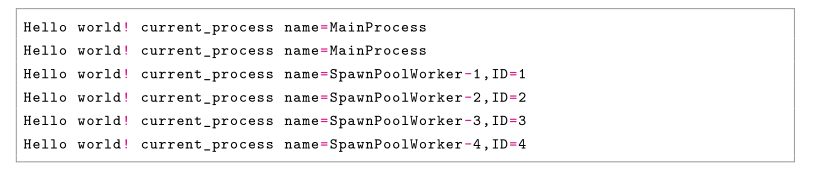 Hello world! current_process name=MainProcess
Hello world! current_process name=MainProcess
Hello world! current_process name=SpawnPoolWorker-1,ID=1
Hello world! current_process name=SpawnPoolWorker-2,ID=2
Hello world! current_process name=SpawnPoolWorker-3,ID=3
Hello world! current_process name=SpawnPoolWorker-4,ID=4